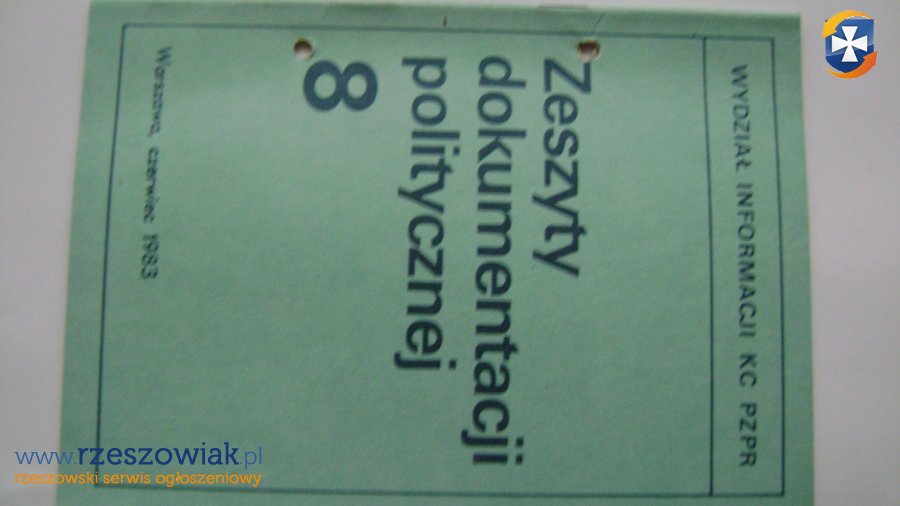 WYDZIAŁ INFORMACJI KC PZPR
Zeszyty
dokumentacji
politycznej
8
Warszawa, czerwiec 1983
www.rzeszowiak.pl
rzeszowski serwis ogłoszeniowy